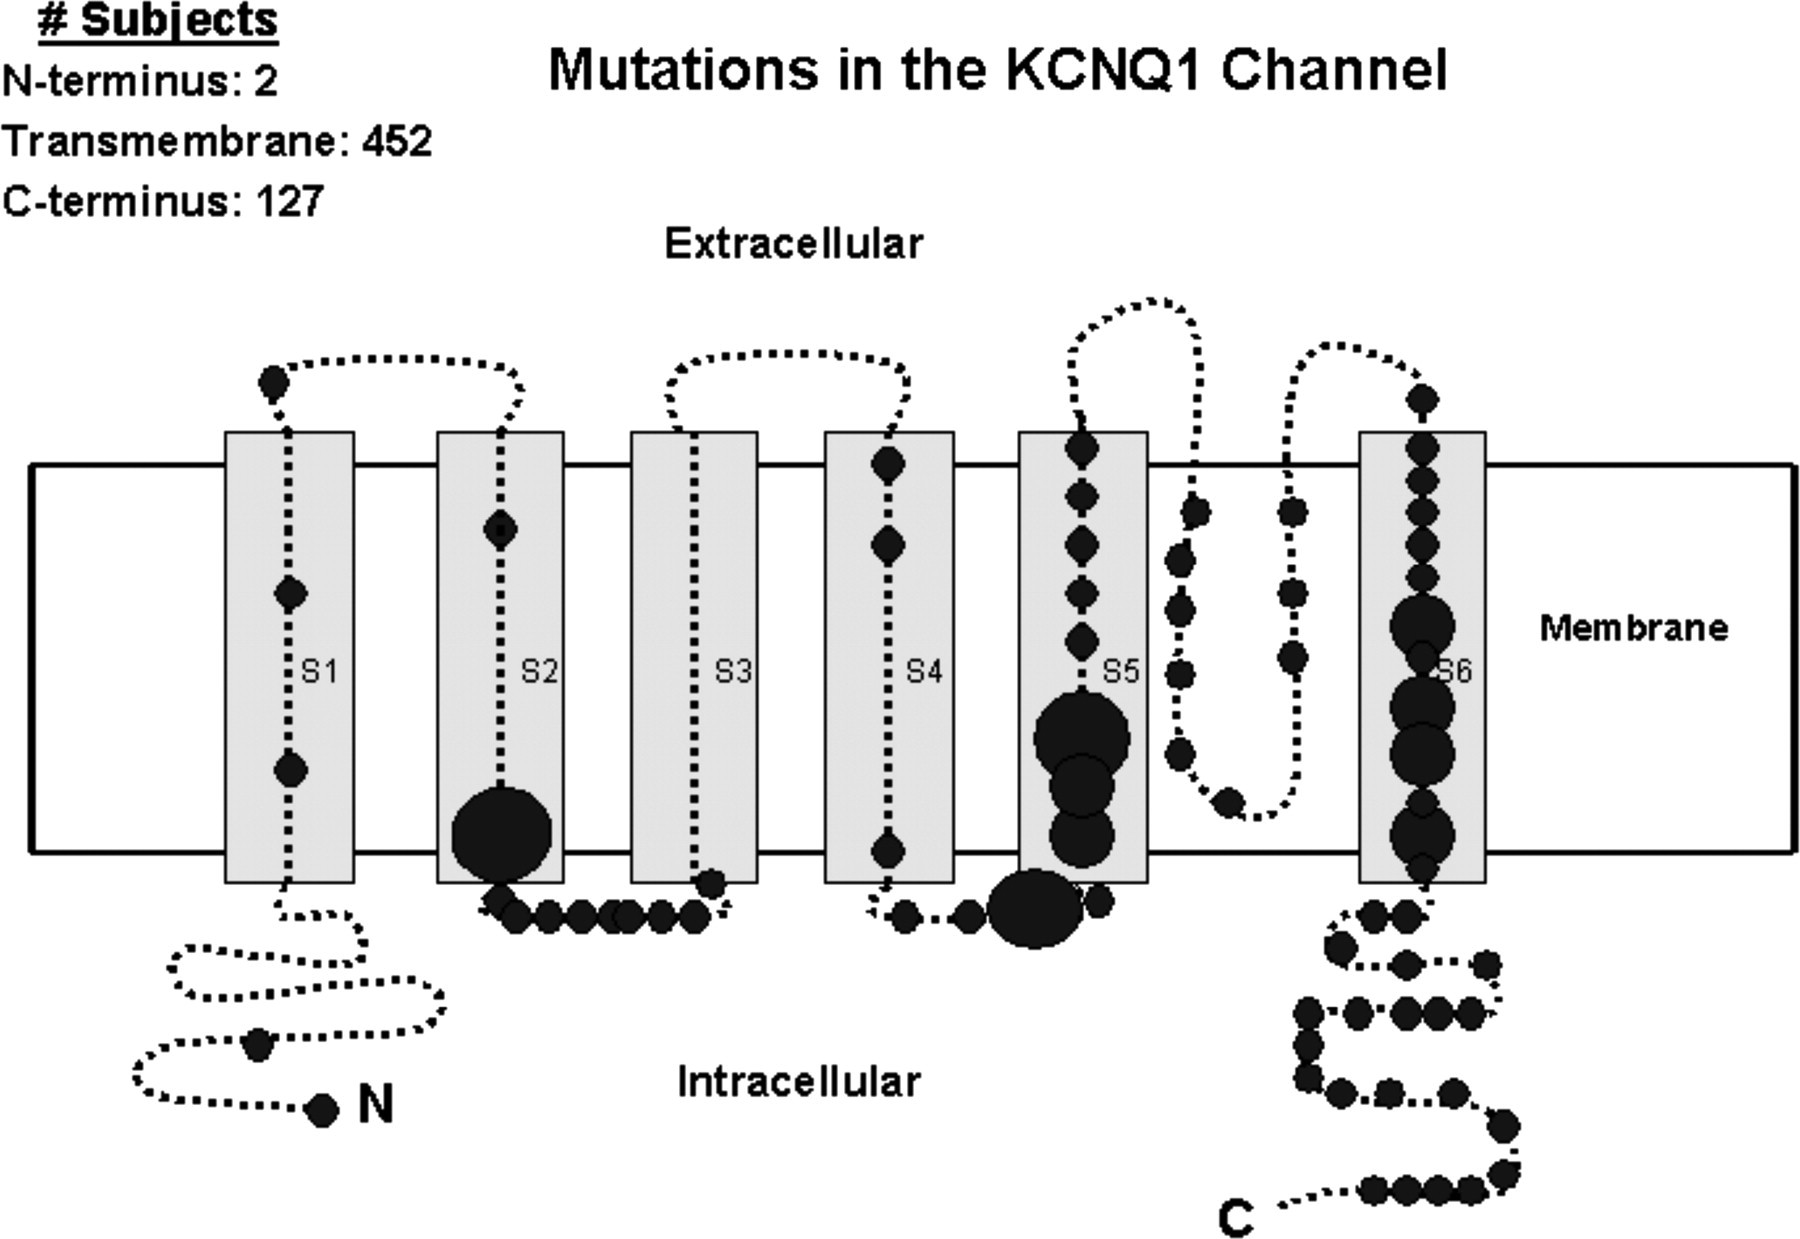 # Subjects
N-terminus: 2
Transmembrane: 452
C-terminus: 127
Mutations in the KCNQ1 Channel
Extracellular
S1
S2
S3
S4
S5
S6
Membrane
Intracellular
N
C